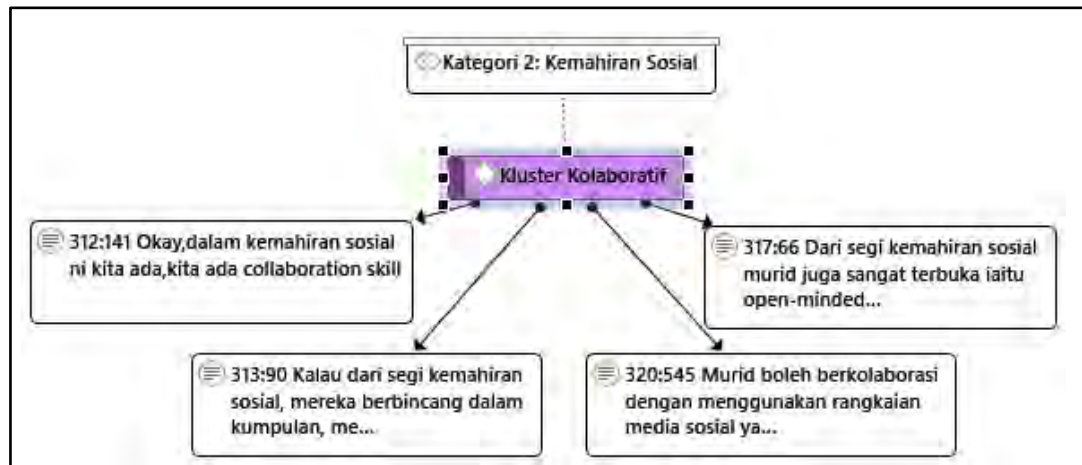 Kategori 2: Kemahiran Sosial
Kluster Kolaboratif
312:141 Okay,dalam kemahiran sosial
ni kita ada,kita ada collaboration skill
317:66 Dari segi kemahiran sosial
murid juga sangat terbuka iaitu
open-minded...
313:90 Kalau dari segi kemahiran
sosial, mereka berbincang dalam
kumpulan, me...
320:545 Murid boleh berkolaborasi
dengan menggunakan rangkaian
media sosial ya...